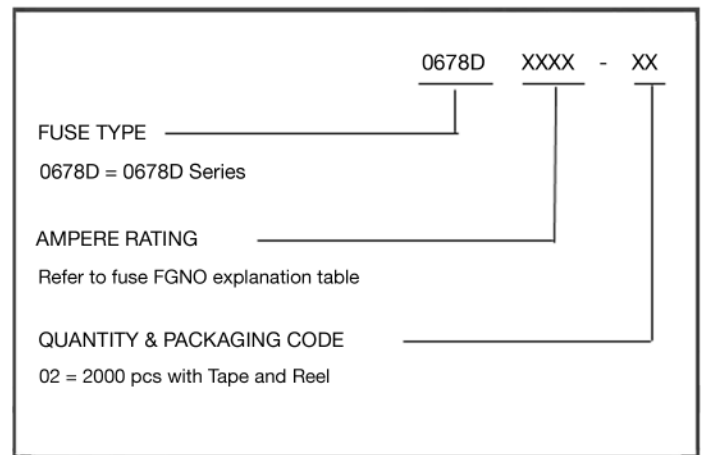 0678D XXXX - XX
FUSE TYPE
0678D = 0678D Series
AMPERE RATING
Refer to fuse FGNO explanation table
QUANTITY & PACKAGING CODE
02 = 2000 pcs with Tape and Reel